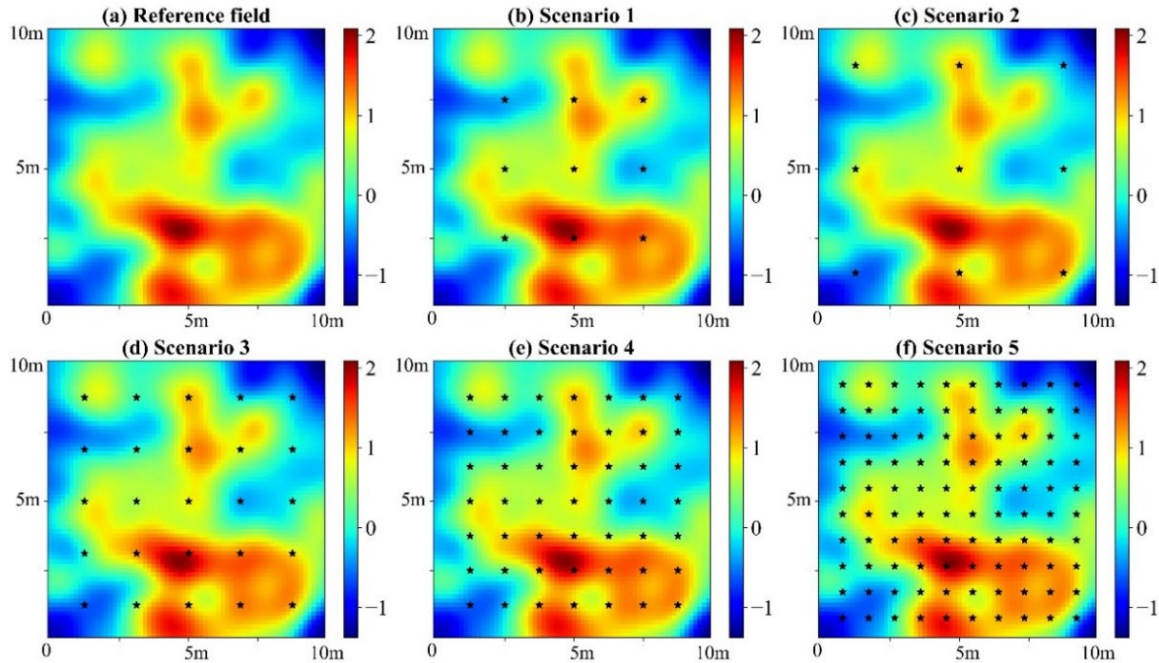 (a) Reference field
(b) Scenario 1
(c) Scenario 2
10m
5m
0
5m
10m
2
1
0
−1
10m
5m
0
5m
10m
2
1
0
−1
10m
5m
0
5m
10m
2
1
0
−1
(d) Scenario 3
(e) Scenario 4
(f) Scenario 5
10m
5m
0
5m
10m
2
1
0
−1
10m
5m
0
5m
10m
2
1
0
−1
10m
5m
0
5m
10m
2
1
0
−1